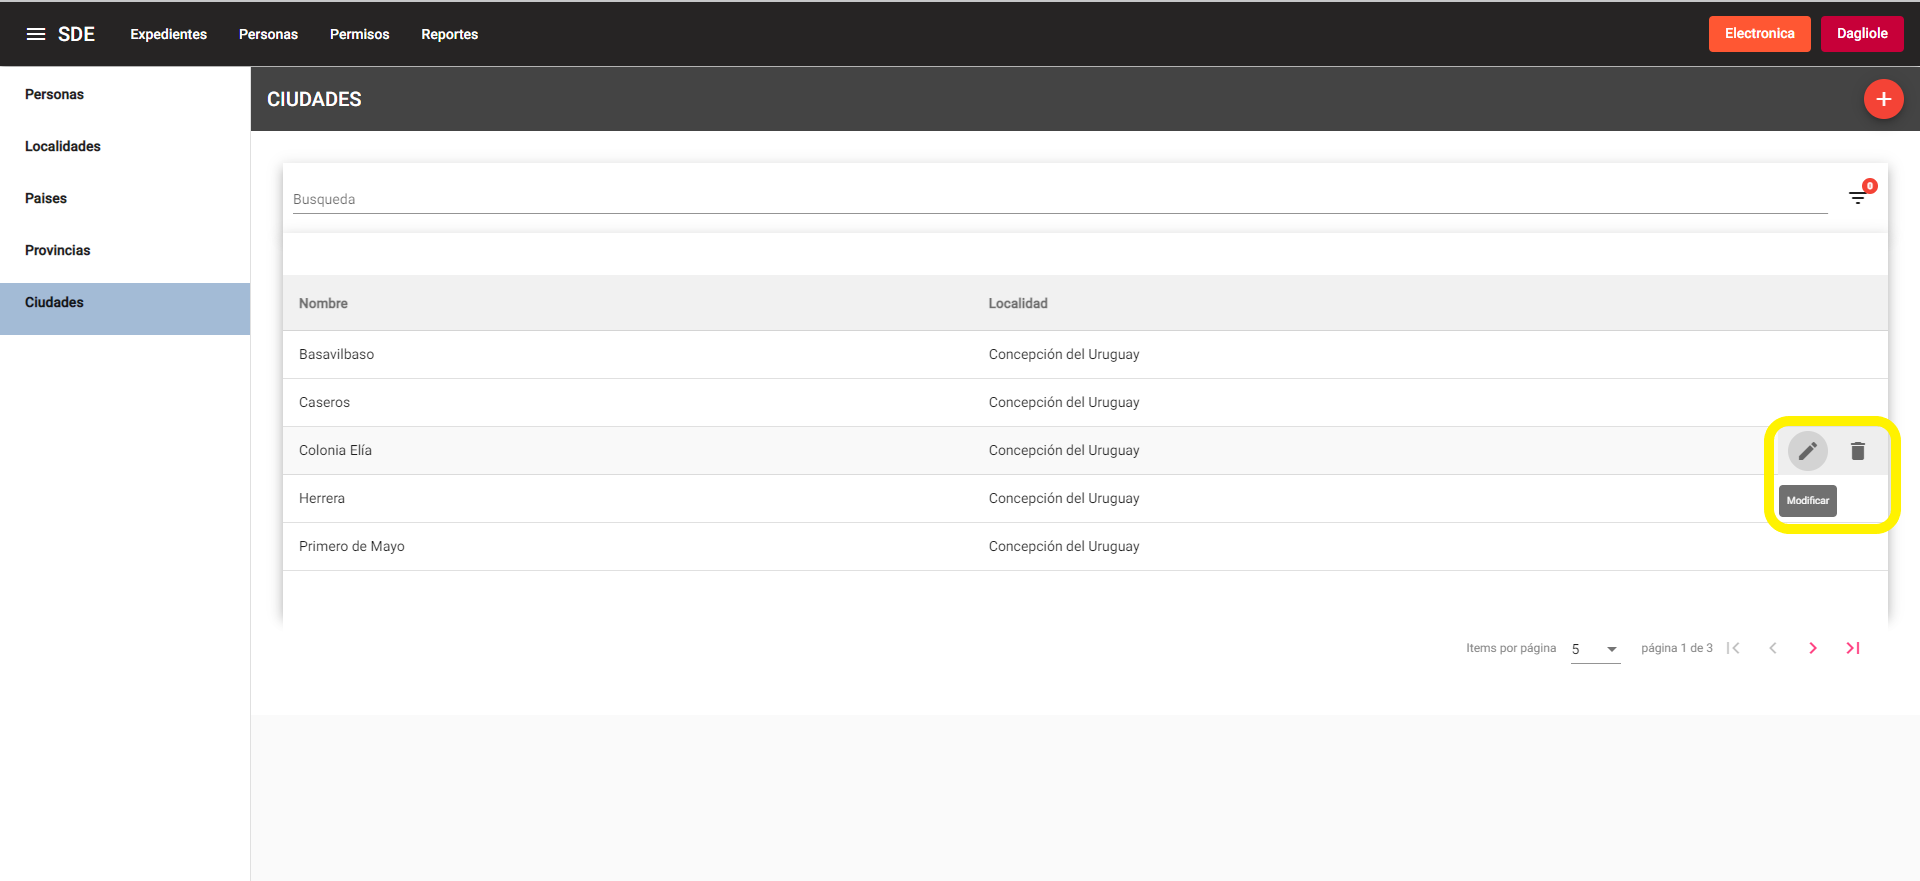 SDE Expedientes Personas Permisos Reportes Electronica Dagliole
Personas
Localidades
Paises
Provincias
Ciudades
CIUDADES
Busqueda
0
Nombre Localidad
Basavilbaso Concepción del Uruguay
Caseros Concepción del Uruguay
Colonia Elía Concepción del Uruguay
Herrera Concepción del Uruguay
Modificar
Primero de Mayo Concepción del Uruguay
Items por página 5 página 1 de 3